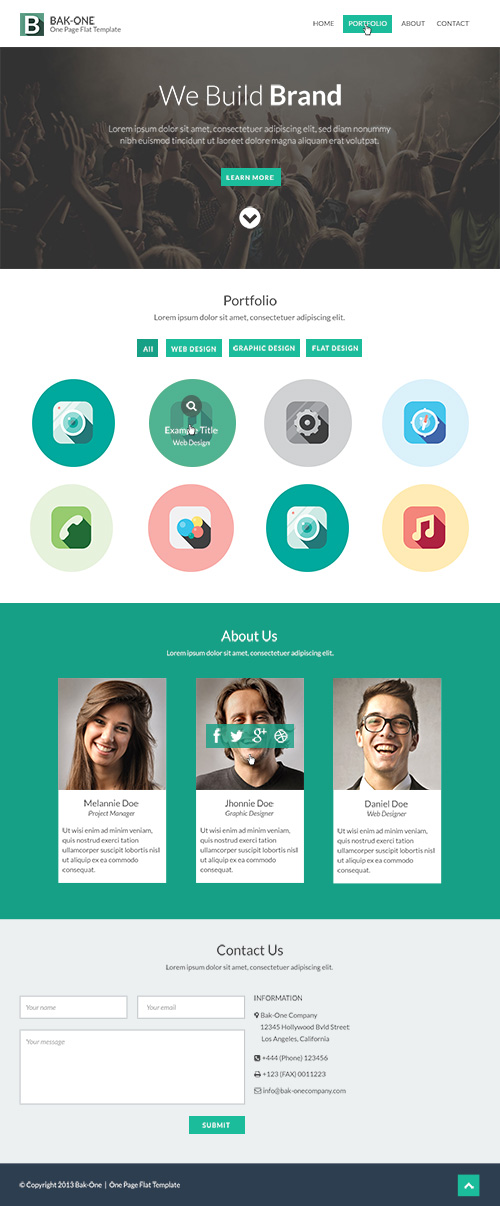 B
BAK-ONE
One Page Flat Template
HOME PORTFOLIO ABOUT CONTACT
We Build Brand
Lorem ipsum dolor sit amet, consectetuer adipiscing elit, sed diam nonummy
nibh euismod tincidunt ut laoreet dolore magna aliquam erat volutpat.
LEARN MORE
Portfolio
Lorem ipsum dolor sit amet, consectetuer adipiscing elit.
All WEB DESIGN GRAPHIC DESIGN FLAT DESIGN
Example Title
Web Design
About Us
Lorem ipsum dolor sit amet, consectetuer adipiscing elit.
Melannie Doe
Project Manager
Ut wisi enim ad minim veniam,
quis nostrud exerci tation
ullamcorper suscipit lobortis nisl
ut aliquip ex ea commodo
consequat.
Jhonnie Doe
Graphic Designer
Ut wisi enim ad minim veniam,
quis nostrud exerci tation
ullamcorper suscipit lobortis nisl
ut aliquip ex ea commodo
consequat.
Daniel Doe
Web Designer
Ut wisi enim ad minim veniam,
quis nostrud exerci tation
ullamcorper suscipit lobortis nisl
ut aliquip ex ea commodo
consequat.
Contact Us
Lorem ipsum dolor sit amet, consectetuer adipiscing elit.
Your name
Your email
Your message
SUBMIT
INFORMATION
Bak-One Company
12345 Hollywood Bvld Street
Los Angeles, California
+444 (Phone) 123456
+123 (FAX) 0011223
info@bak-onecompany.com
© Copyright 2013 Bak-One | One Page Flat Template